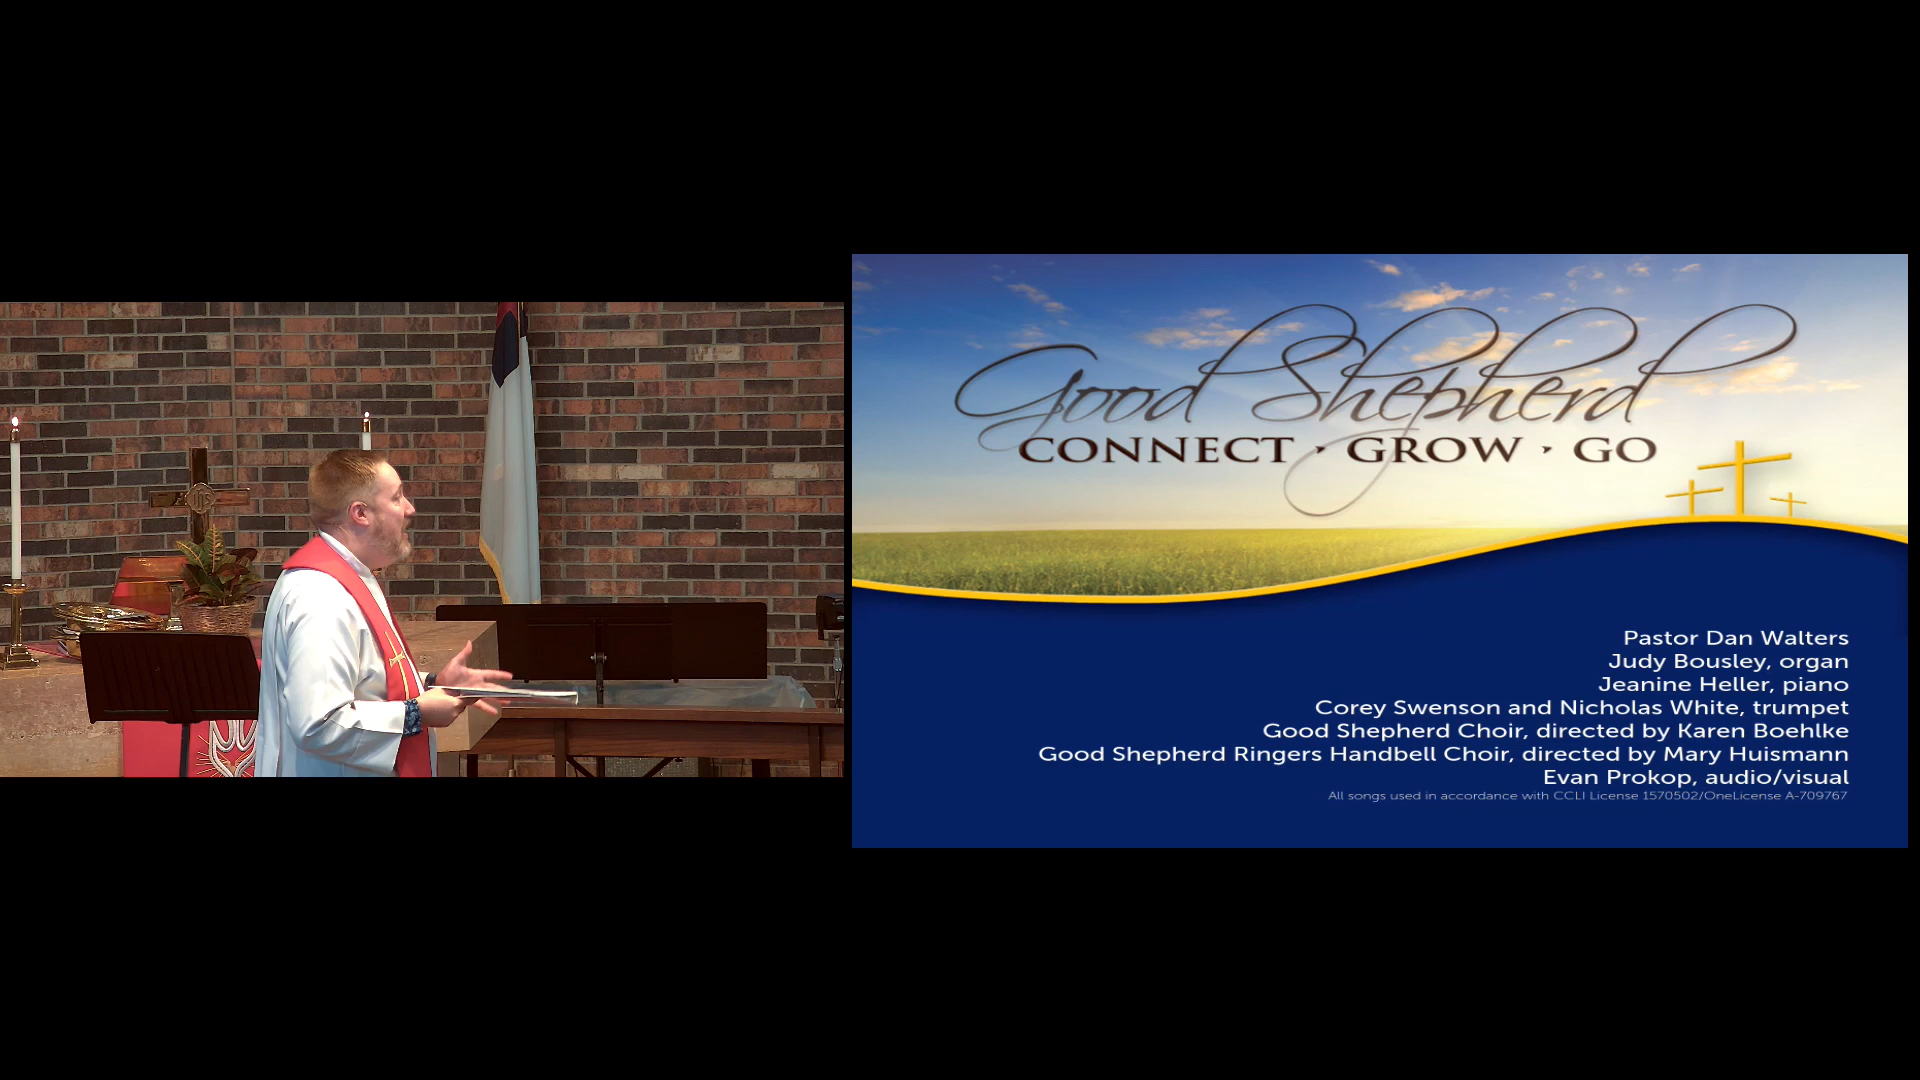 Good Shepherd
CONNECT · GROW · GO
Pastor Dan Walters
Judy Bousley, organ
Jeanine Heller, piano
Corey Swenson and Nicholas White, trumpet
Good Shepherd Choir, directed by Karen Boehlke
Good Shepherd Ringers Handbell Choir, directed by Mary Huismann
Evan Prokop, audio/visual
All songs used in accordance with CCLI License 1570502/OneLicense A-709767
IHS